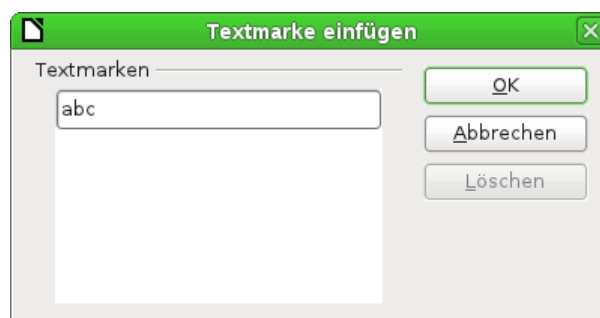 Textmarke einfügen
Textmarken
abc
OK
Abbrechen
Löschen